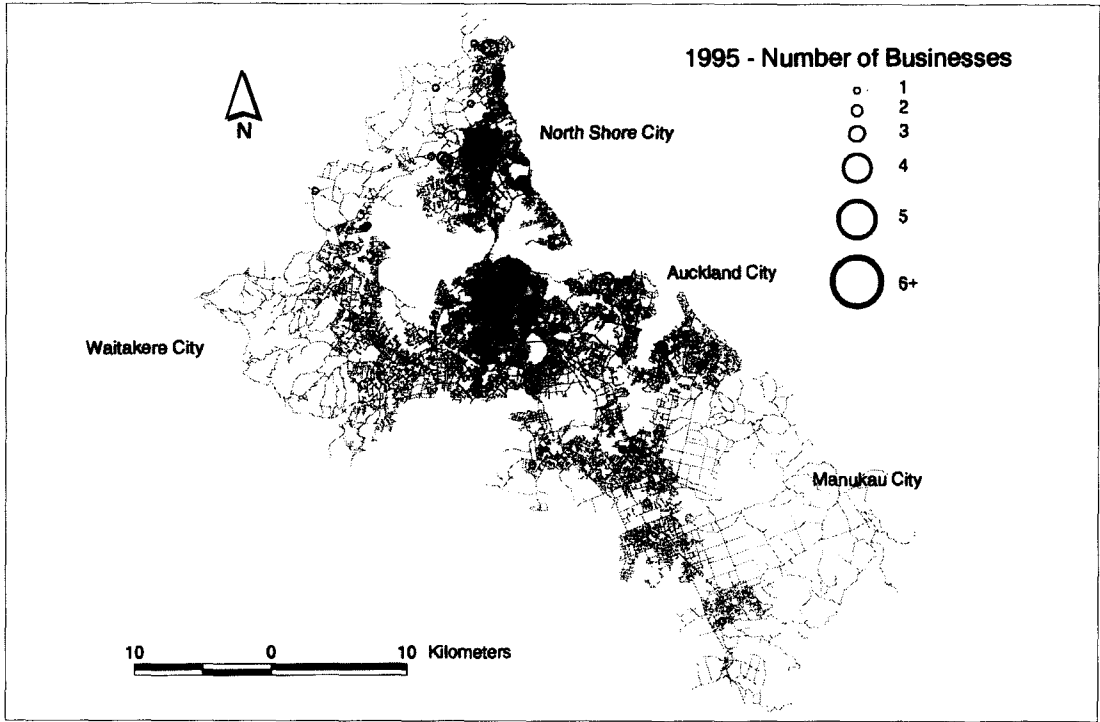 1995 - Number of Businesses
1
2
3
4
5
6+
N
North Shore City
Auckland City
Waitakere City
Manukau City
10 0 10 Kilometers